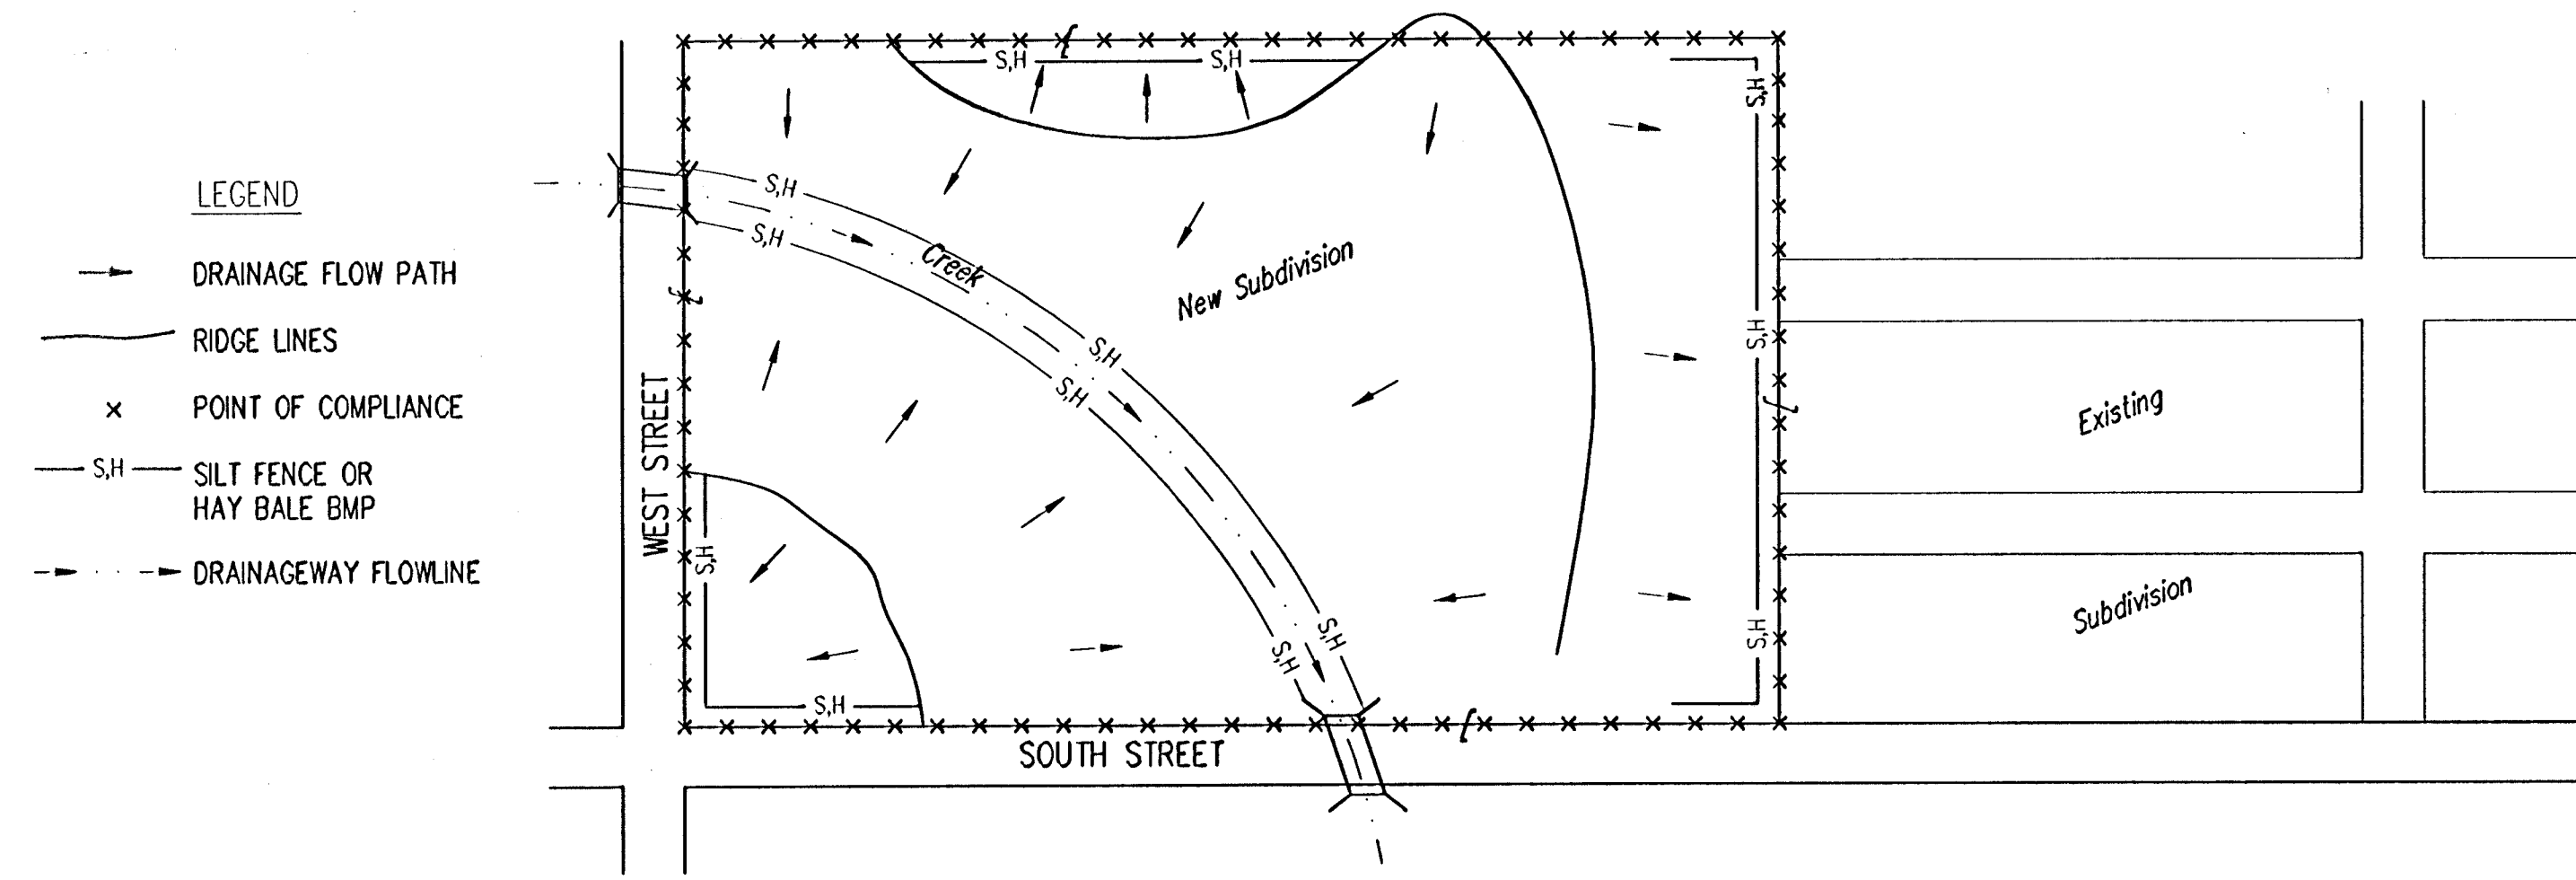 LEGEND
DRAINAGE FLOW PATH
RIDGE LINES
x POINT OF COMPLIANCE
S,H SILT FENCE OR
HAY BALE BMP
DRAINAGEWAY FLOWLINE
S,H
S,H
S,H
S,H
S,H
Creek
New Subdivision
S,H
S,H
S,H
WEST STREET
Existing
S,H
Subdivision
S,H
S,H
S,H
S,H
SOUTH STREET